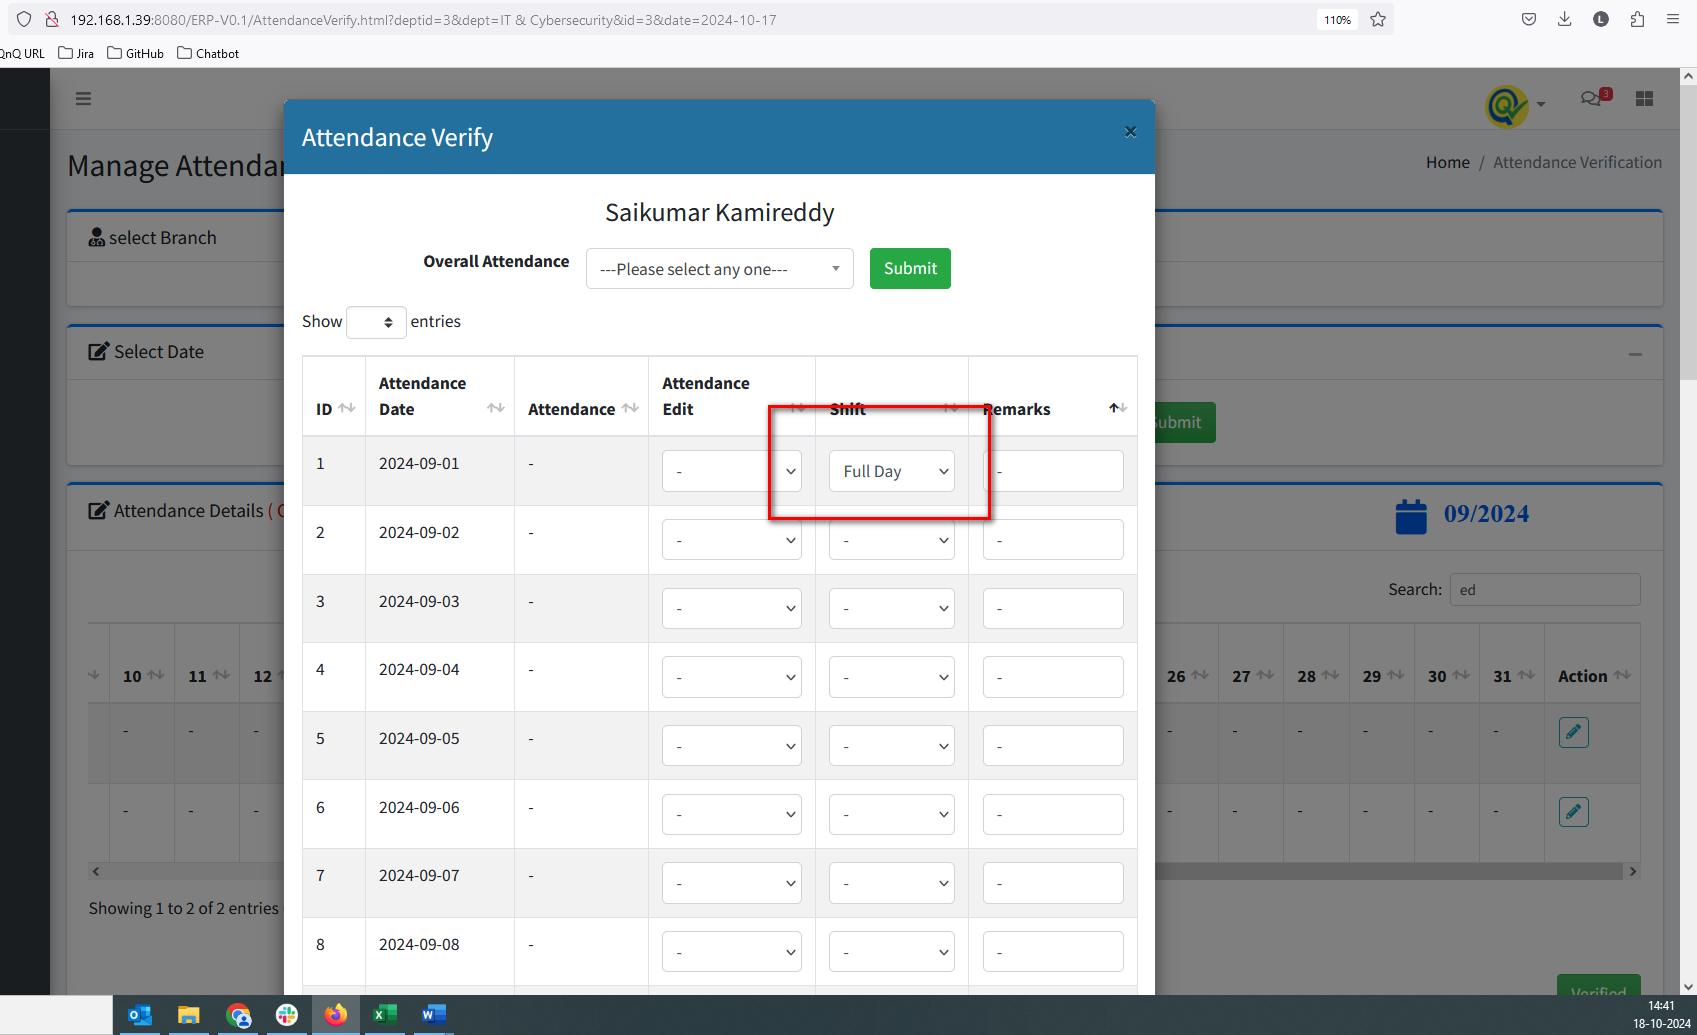 192.168.1.39:8080/ERP-V0.1/AttendanceVerify.html?deptid=3&dept=IT & Cybersecurity&id=3&date=2024-10-17
110%
L
QnQ URL Jira GitHub Chatbot
3
Attendance Verify ×
Manage
Home / Attendance Verification
Saikumar Kamireddy
select Branch
Overall Attendance ---Please select any one--- Submit
Show entries
Select Date
ID Attendance Date Attendance Attendance Edit Shift Remarks
Submit
1 2024-09-01 - - Full Day -
2 2024-09-02 - - - -
3 2024-09-03 - - - -
4 2024-09-04 - - - -
5 2024-09-05 - - - -
6 2024-09-06 - - - -
7 2024-09-07 - - - -
8 2024-09-08 - - - -
Attendance Details (
09/2024
Search: ed
10 11 12 26 27 28 29 30 31 Action
- - - - - - - - -
- - - - - - - - -
Showing 1 to 2 of 2 entries
Verified
14:41
18-10-2024